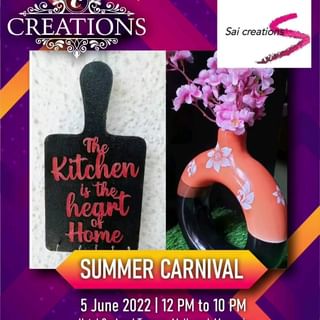 CREATIONS
Sai creations
The
Kitchen
is the
heart
of
Home
SUMMER CARNIVAL
5 June 2022 | 12 PM to 10 PM